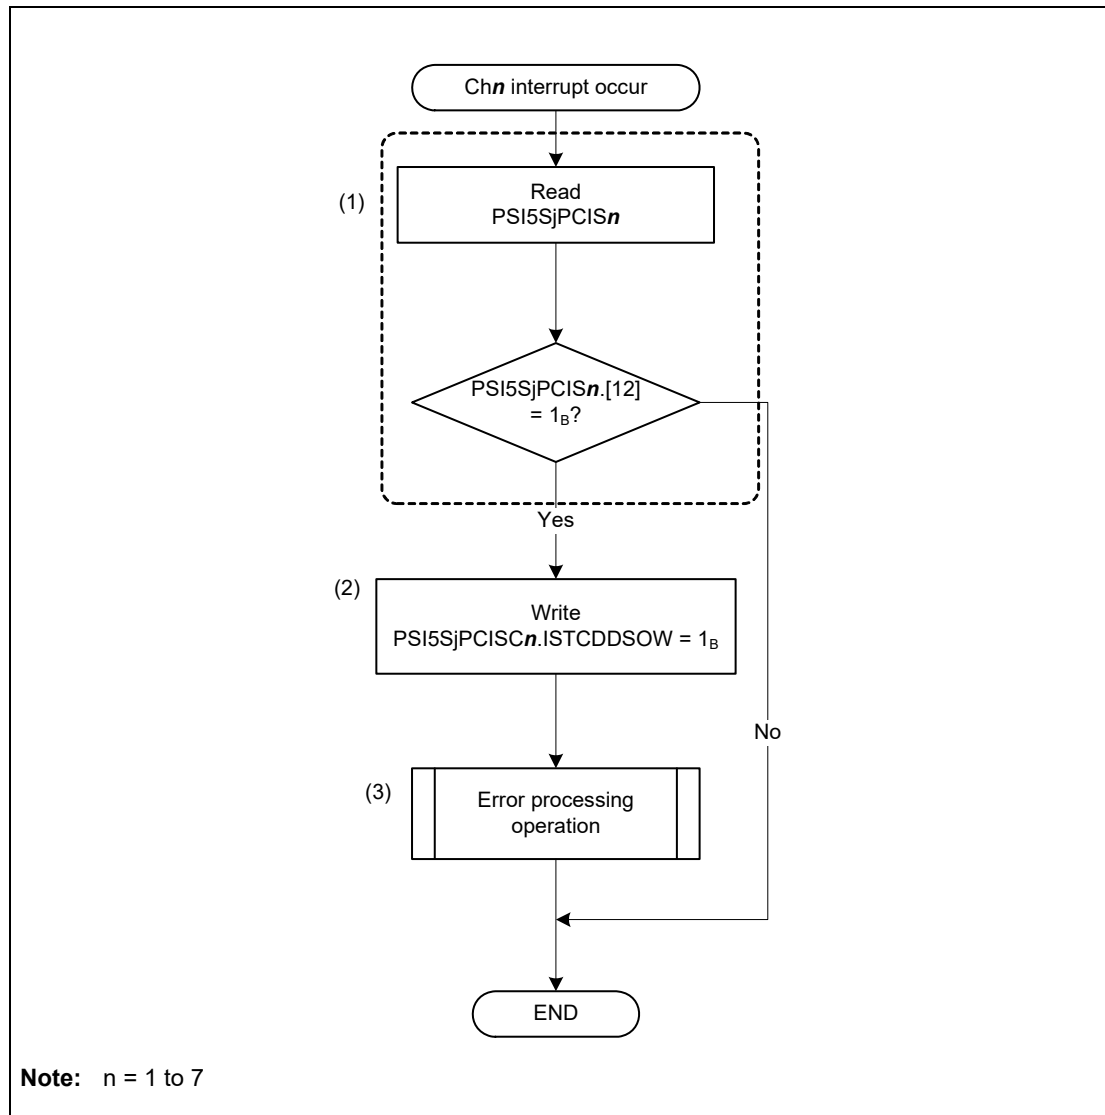 Chn interrupt occur
(1)
Read
PSI5SjPCISn
PSI5SjPCISn.[12]
= 1B?
Yes
(2)
Write
PSI5SjPCISCn.ISTCDDSOW = 1B
No
(3)
Error processing
operation
END
Note: n = 1 to 7